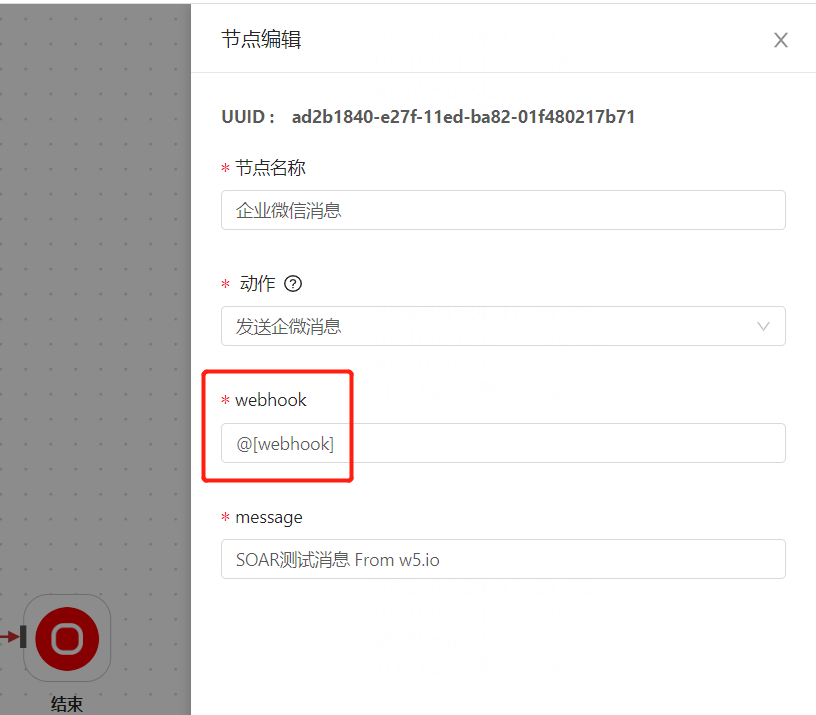 节点编辑
UUID： ad2b1840-e27f-11ed-ba82-01f480217b71
* 节点名称
企业微信消息
* 动作
发送企微消息
* webhook
@[webhook]
* message
SOAR测试消息 From w5.io
结束